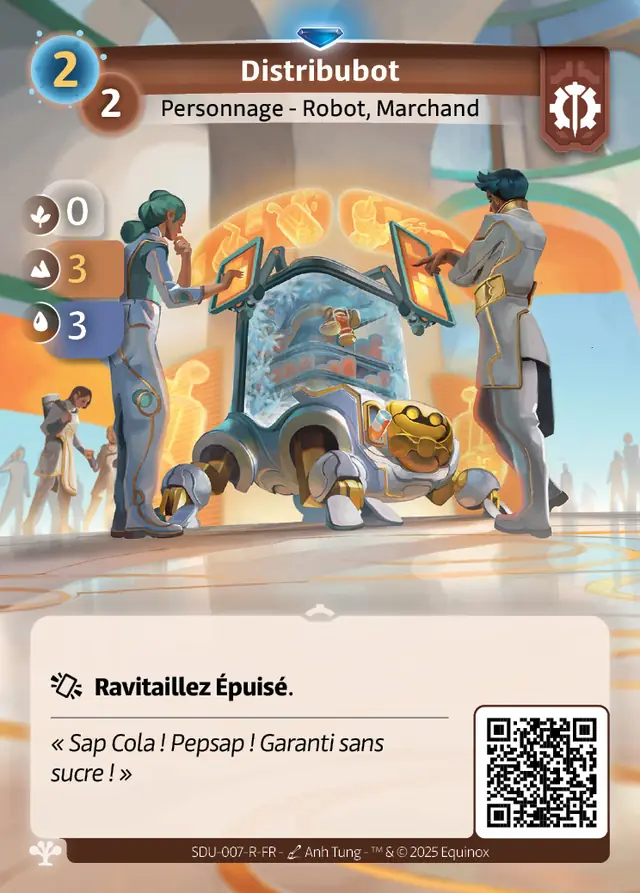 2
Distribubot
2
Personnage - Robot, Marchand
0
3
3
Ravitaillez Épuisé.
« Sap Cola ! Pepsap ! Garanti sans
sucre ! »
SDU-007-R-FR - Anh Tung - ™ & © 2025 Equinox